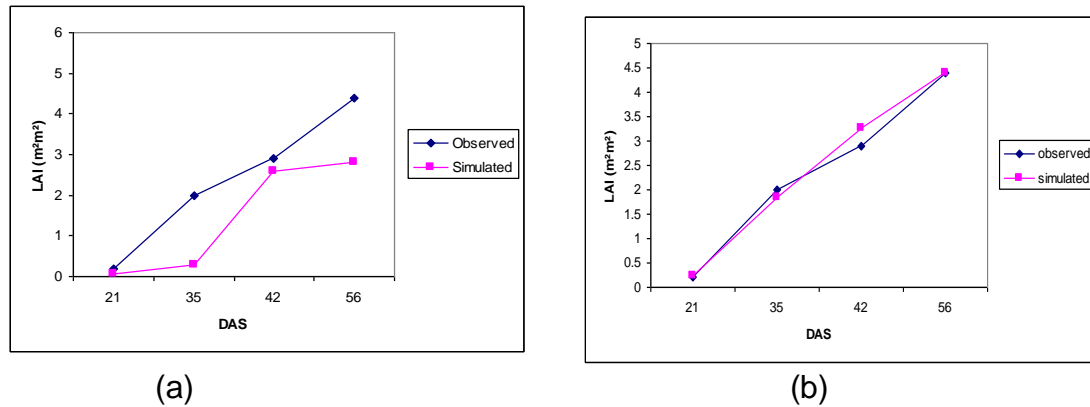 6
5
4
3
2
1
0
LAI (m²m²)
21 35 42 56
DAS
Observed
Simulated
(a)
5
4.5
4
3.5
3
2.5
2
1.5
1
0.5
0
LAI (m²m²)
21 35 42 56
DAS
observed
simulated
(b)